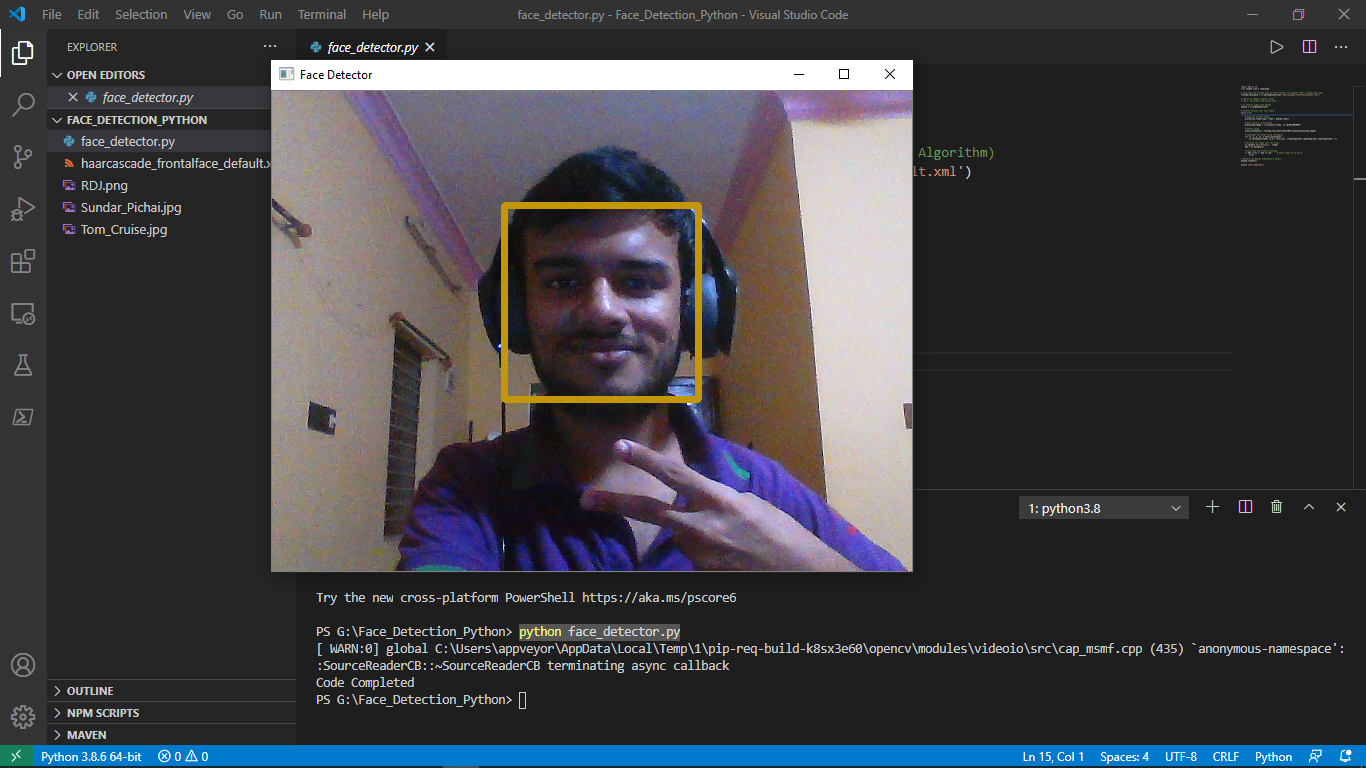 File Edit Selection View Go Run Terminal Help
face_detector.py - Face_Detection_Python - Visual Studio Code
EXPLORER
face_detector.py
OPEN EDITORS
face_detector.py
FACE_DETECTION_PYTHON
face_detector.py
haarcascade_frontalface_default.x
RDJ.png
Sundar_Pichai.jpg
Tom_Cruise.jpg
Face Detector
Algorithm)
lt.xml')
1: python3.8
Try the new cross-platform PowerShell https://aka.ms/pscore6
PS G:\Face_Detection_Python> python face_detector.py
[ WARN:0] global C:\Users\appveyor\AppData\Local\Temp\1\pip-req-build-k8sx3e60\opencv\modules\videoio\src\cap_msmf.cpp (435) `anonymous-namespace':
:SourceReaderCB::~SourceReaderCB terminating async callback
Code Completed
PS G:\Face_Detection_Python>
OUTLINE
NPM SCRIPTS
MAVEN
Python 3.8.6 64-bit 0 0 Ln 15, Col 1 Spaces: 4 UTF-8 CRLF Python